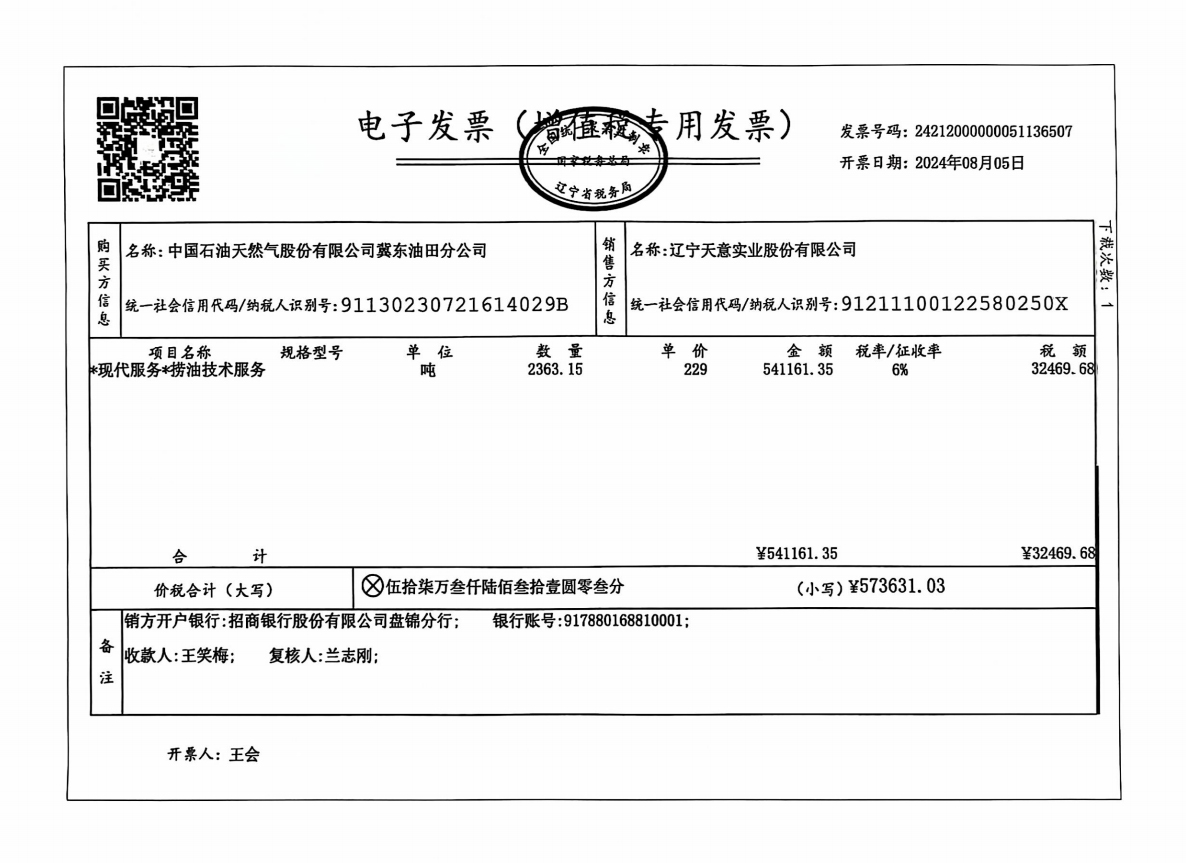 电子发票（增值税专用发票）
全国统一发票监制章
国家税务总局
辽宁省税务局
发票号码：24212000000051136507
开票日期：2024年08月05日
下载次数：1
购买方信息
名称：中国石油天然气股份有限公司冀东油田分公司
统一社会信用代码/纳税人识别号：91130230721614029B
销售方信息
名称：辽宁天意实业股份有限公司
统一社会信用代码/纳税人识别号：91211100122580250X
项目名称 规格型号 单位 数量 单价 金额 税率/征收率 税额
*现代服务*捞油技术服务 吨 2363.15 229 541161.35 6% 32469.68
合计 ¥541161.35 ¥32469.68
价税合计（大写） ⊗伍拾柒万叁仟陆佰叁拾壹圆零叁分 （小写）¥573631.03
备注
销方开户银行：招商银行股份有限公司盘锦分行； 银行账号：917880168810001；
收款人：王笑梅； 复核人：兰志刚；
开票人：王会